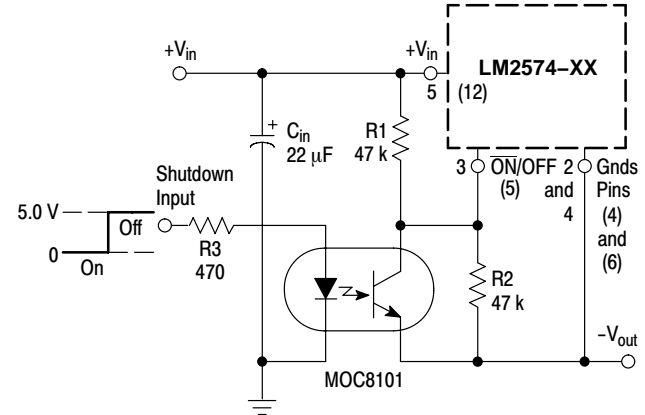 +Vin
+Vin
LM2574–XX
5
(12)
Cin
22 μF
+
R1
47 k
3
ON/OFF
(5)
2
and
4
Gnds
Pins
(4)
and
(6)
Shutdown
Input
5.0 V
Off
0
On
R3
470
R2
47 k
–Vout
MOC8101